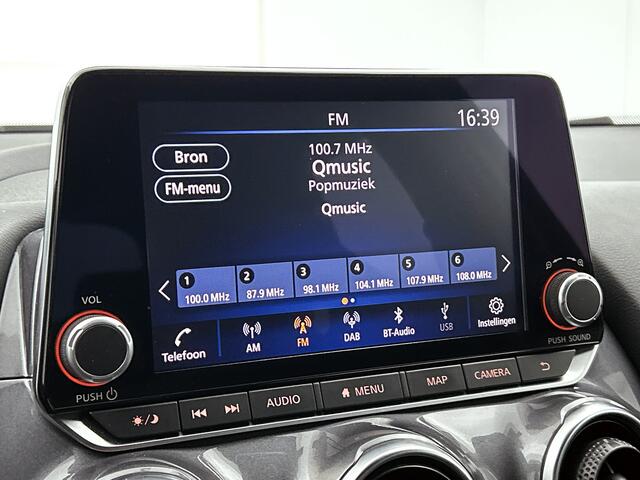 FM
16:39
Bron
100.7 MHz
Qmusic
FM-menu
Popmuziek
Qmusic
1 100.0 MHz
2 87.9 MHz
3 98.1 MHz
4 104.1 MHz
5 107.9 MHz
6 108.0 MHz
Telefoon
AM
FM
DAB
BT-Audio
USB
Instellingen
VOL
PUSH
PUSH SOUND
AUDIO
MENU
MAP
CAMERA